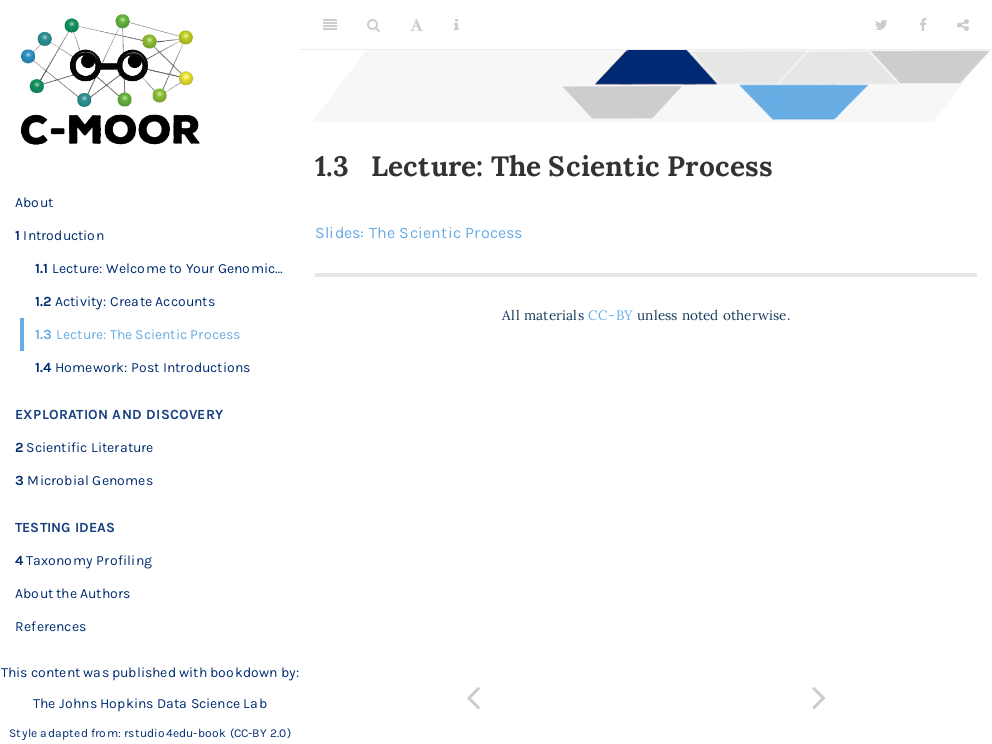 C-MOOR
About
1 Introduction
1.1 Lecture: Welcome to Your Genomic…
1.2 Activity: Create Accounts
1.3 Lecture: The Scientic Process
1.4 Homework: Post Introductions
EXPLORATION AND DISCOVERY
2 Scientific Literature
3 Microbial Genomes
TESTING IDEAS
4 Taxonomy Profiling
About the Authors
References
This content was published with bookdown by:
The Johns Hopkins Data Science Lab
Style adapted from: rstudio4edu-book (CC-BY 2.0)
A
i
1.3 Lecture: The Scientic Process
Slides: The Scientic Process
All materials CC-BY unless noted otherwise.